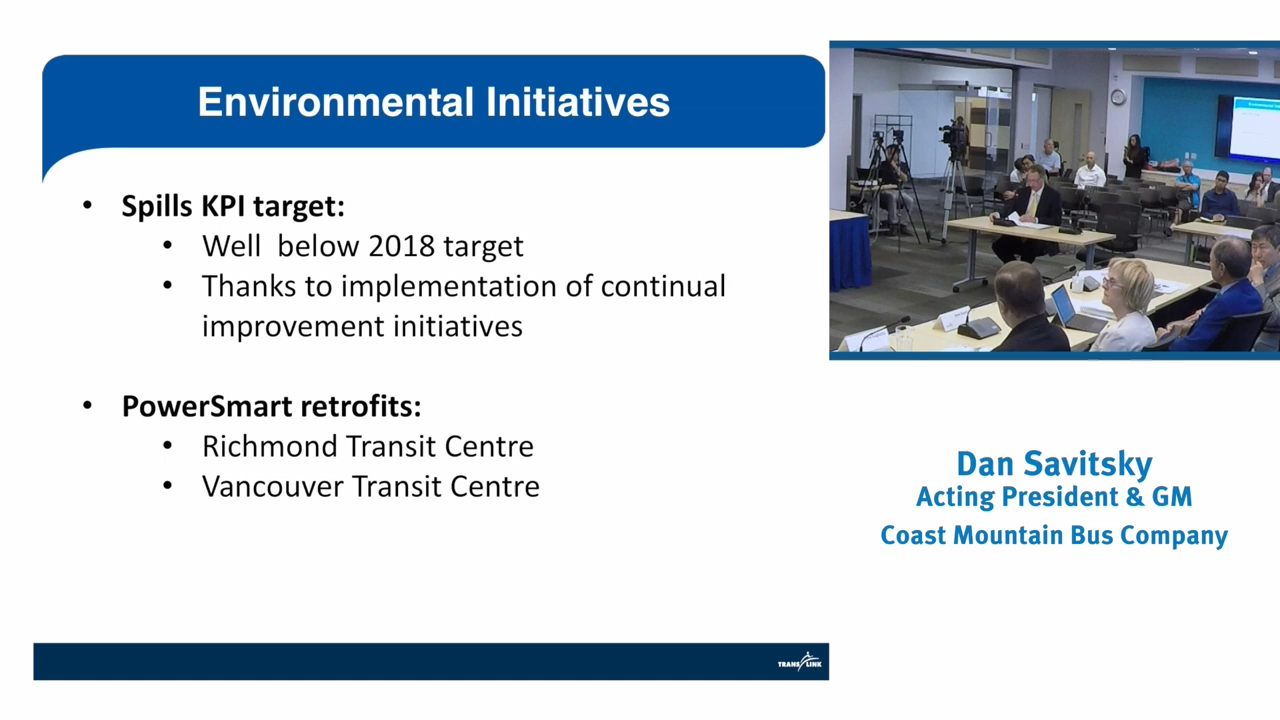 Environmental Initiatives
• Spills KPI target:
• Well below 2018 target
• Thanks to implementation of continual
improvement initiatives
• PowerSmart retrofits:
• Richmond Transit Centre
• Vancouver Transit Centre
TRANSLINK
Dan Savitsky
Acting President & GM
Coast Mountain Bus Company